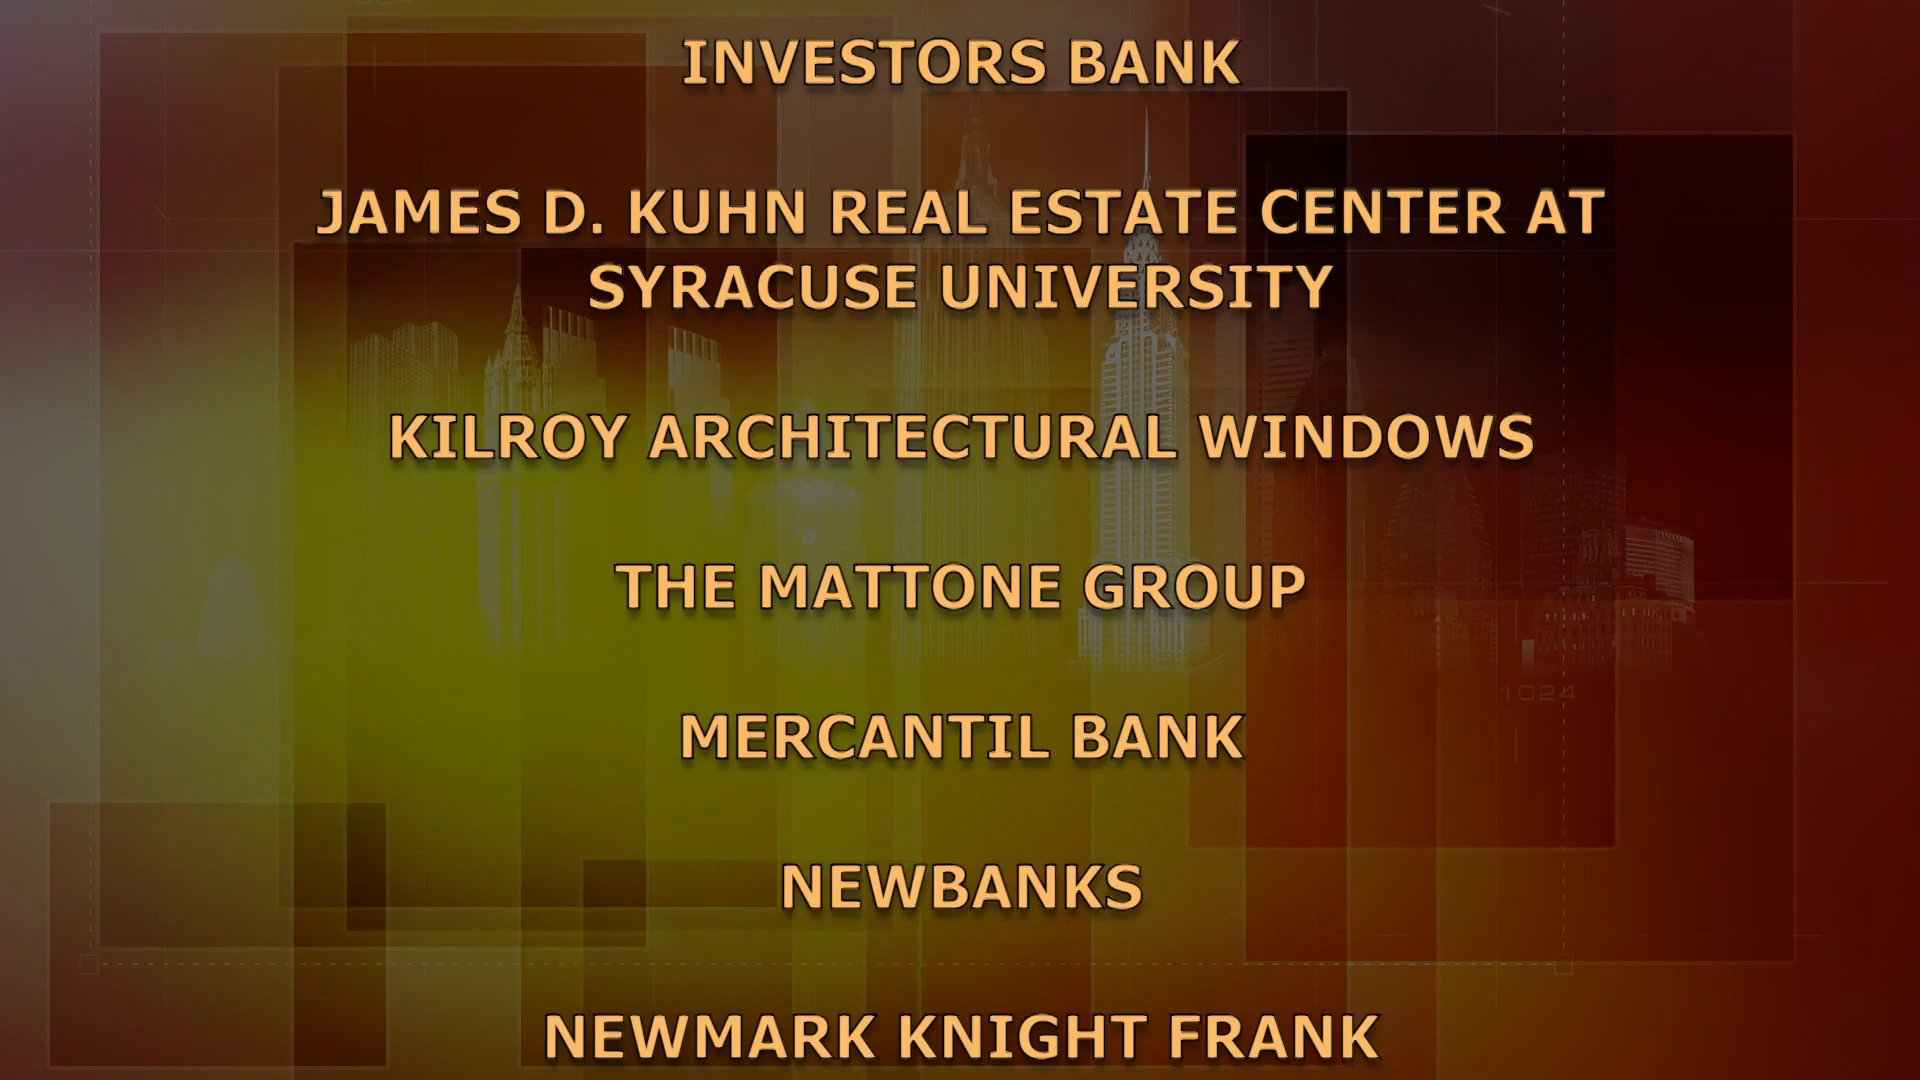 INVESTORS BANK
JAMES D. KUHN REAL ESTATE CENTER AT
SYRACUSE UNIVERSITY
KILROY ARCHITECTURAL WINDOWS
THE MATTONE GROUP
1024
MERCANTIL BANK
NEWBANKS
NEWMARK KNIGHT FRANK